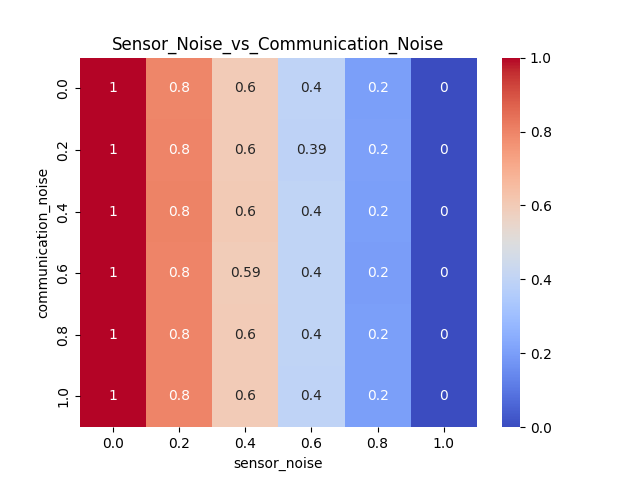 Sensor_Noise_vs_Communication_Noise
communication_noise
0.0 1 0.8 0.6 0.4 0.2 0
0.2 1 0.8 0.6 0.39 0.2 0
0.4 1 0.8 0.6 0.4 0.2 0
0.6 1 0.8 0.59 0.4 0.2 0
0.8 1 0.8 0.6 0.4 0.2 0
1.0 1 0.8 0.6 0.4 0.2 0
0.0 0.2 0.4 0.6 0.8 1.0
sensor_noise
1.0
0.8
0.6
0.4
0.2
0.0